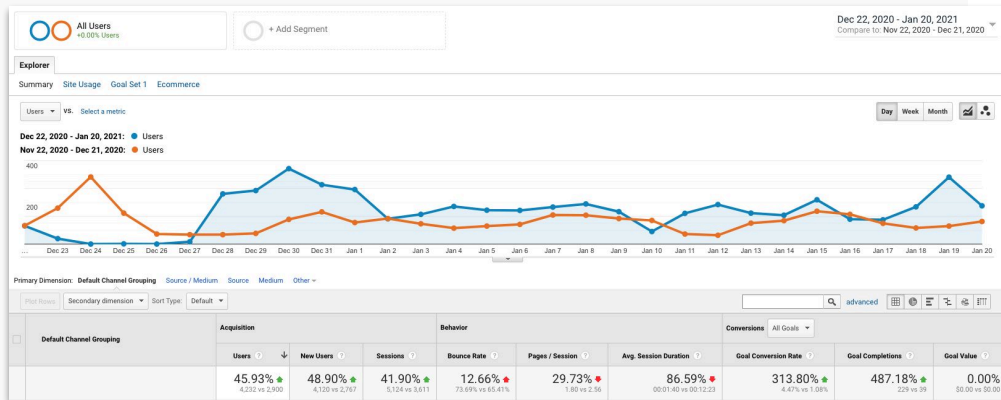 All Users
+0.00% Users
+ Add Segment
Dec 22, 2020 - Jan 20, 2021
Compare to: Nov 22, 2020 - Dec 21, 2020
Explorer
Summary Site Usage Goal Set 1 Ecommerce
Users VS. Select a metric
Day Week Month
Dec 22, 2020 - Jan 20, 2021: Users
Nov 22, 2020 - Dec 21, 2020: Users
400
200
... Dec 23 Dec 24 Dec 25 Dec 26 Dec 27 Dec 28 Dec 29 Dec 30 Dec 31 Jan 1 Jan 2 Jan 3 Jan 4 Jan 5 Jan 6 Jan 7 Jan 8 Jan 9 Jan 10 Jan 11 Jan 12 Jan 13 Jan 14 Jan 15 Jan 16 Jan 17 Jan 18 Jan 19 Jan 20
Primary Dimension: Default Channel Grouping Source / Medium Source Medium Other
Plot Rows Secondary dimension Sort Type: Default advanced
Default Channel Grouping
Acquisition Behavior Conversions All Goals
Users ? New Users ? Sessions ? Bounce Rate ? Pages / Session ? Avg. Session Duration ? Goal Conversion Rate ? Goal Completions ? Goal Value ?
45.93% 48.90% 41.90% 12.66% 29.73% 86.59% 313.80% 487.18% 0.00%
4,232 vs 2,900 4,120 vs 2,767 5,124 vs 3,611 73.69% vs 65.41% 1.80 vs 2.56 00:01:40 vs 00:12:23 4.47% vs 1.08% 229 vs 39 $0.00 vs $0.00